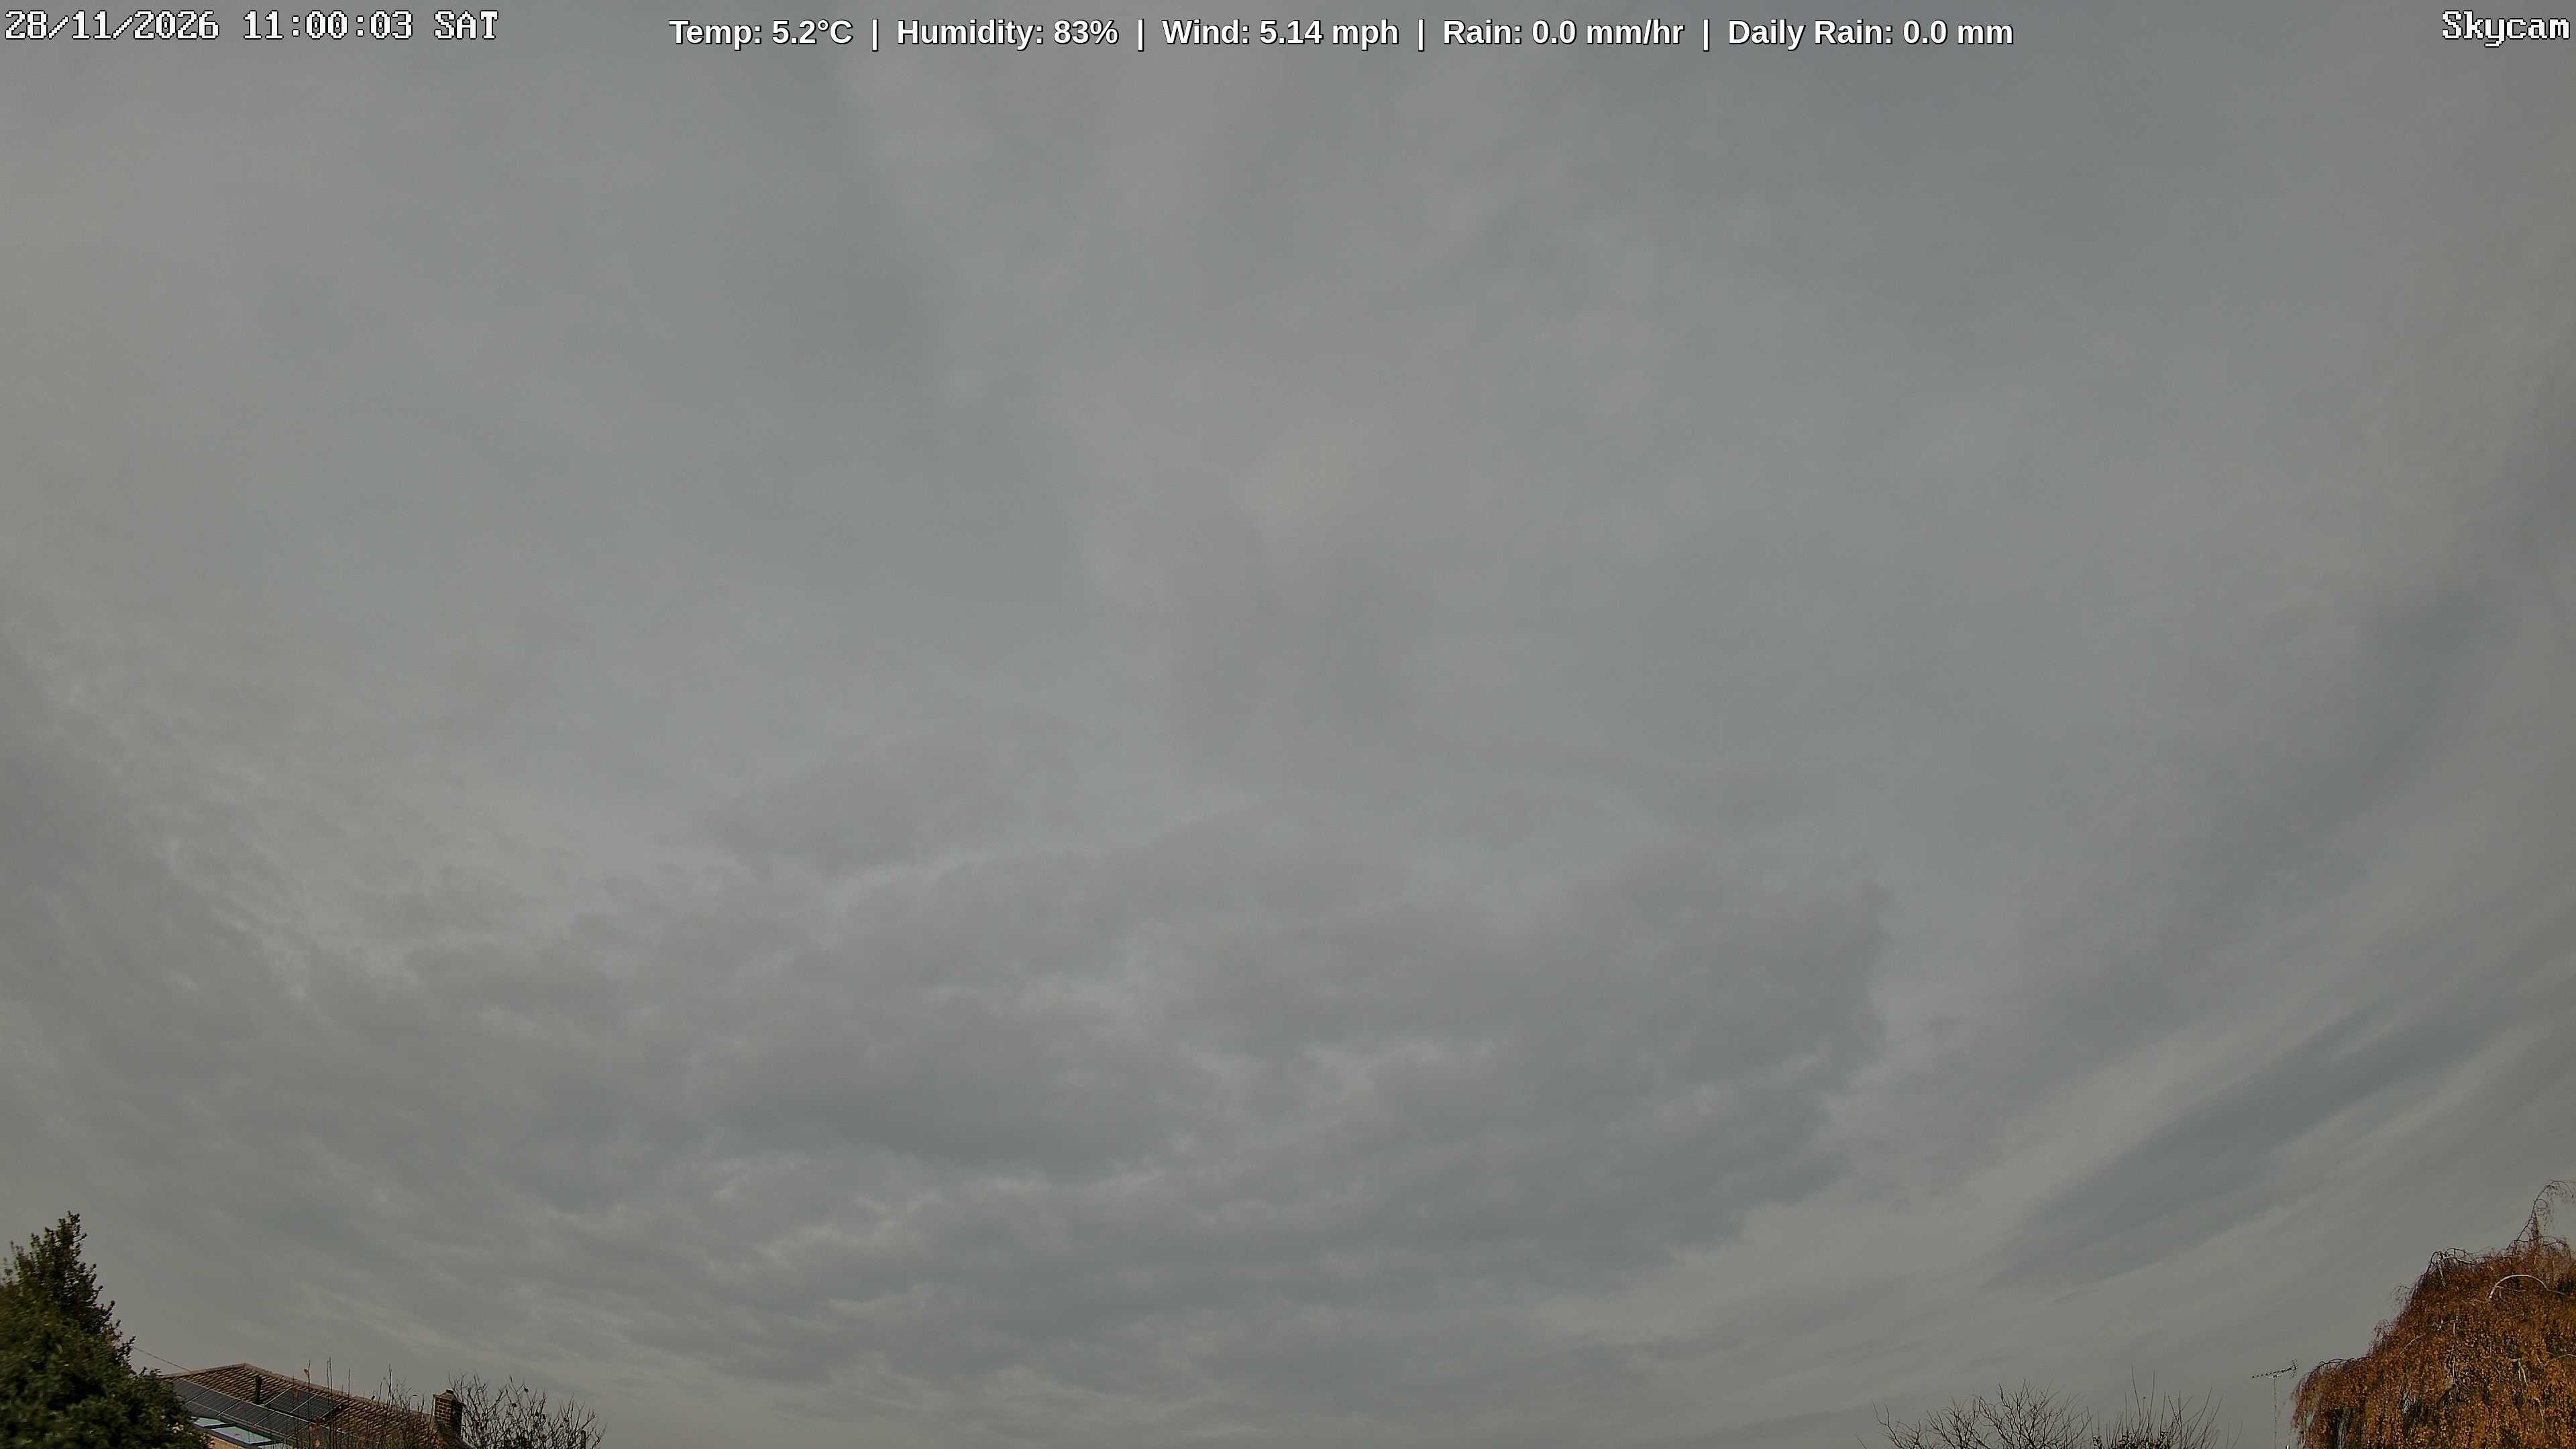 28/11/2026 11:00:03 SAT
Temp: 5.2°C | Humidity: 83% | Wind: 5.14 mph | Rain: 0.0 mm/hr | Daily Rain: 0.0 mm
Skycam